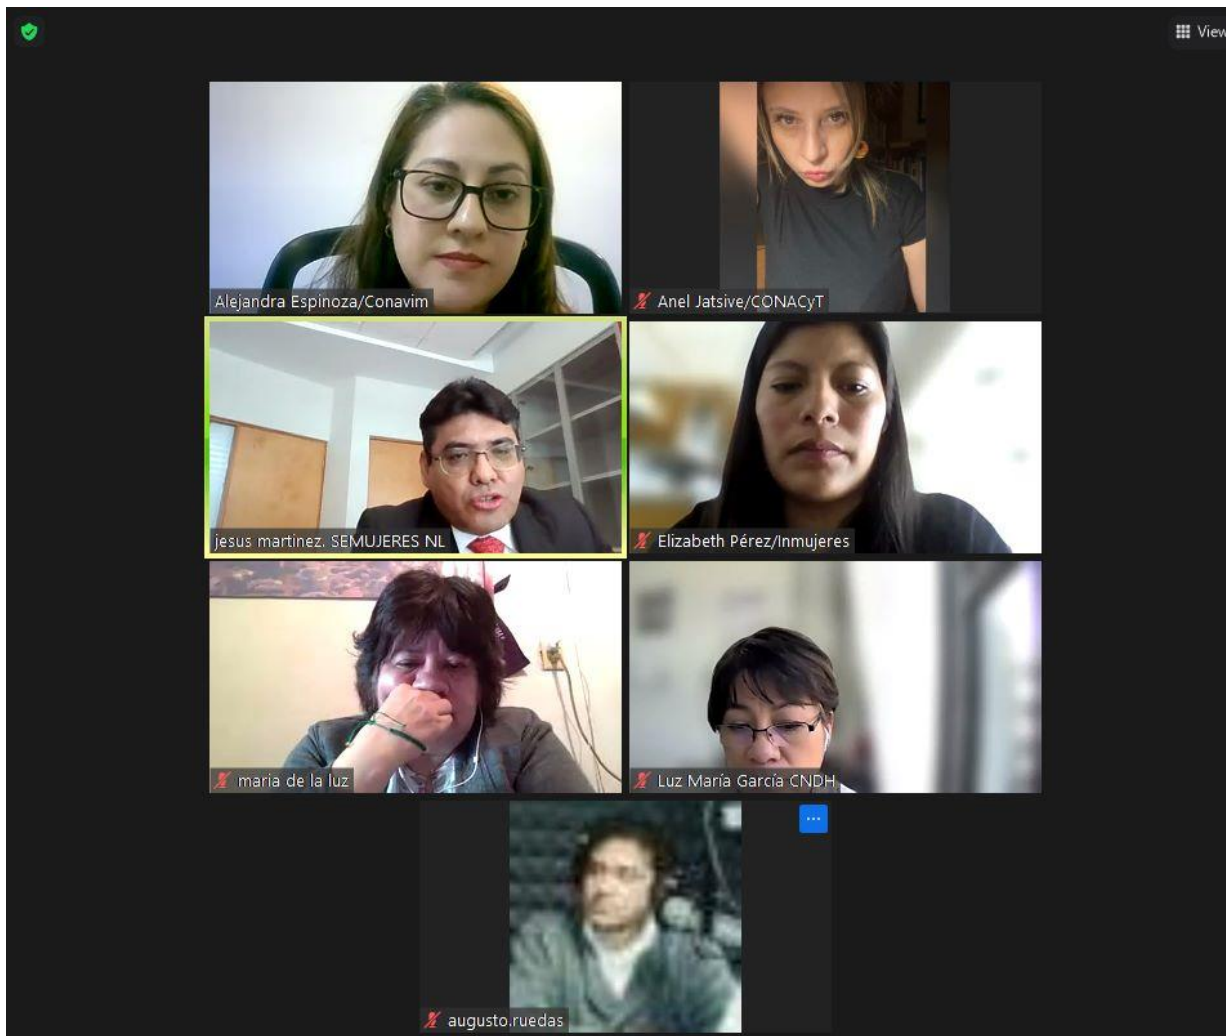 View
Alejandra Espinoza/Conavim
Anel Jatsive/CONACyT
jesus martinez. SEMUJERES NL
Elizabeth Pérez/Inmujeres
maria de la luz
Luz María García CNDH
augusto.ruedas